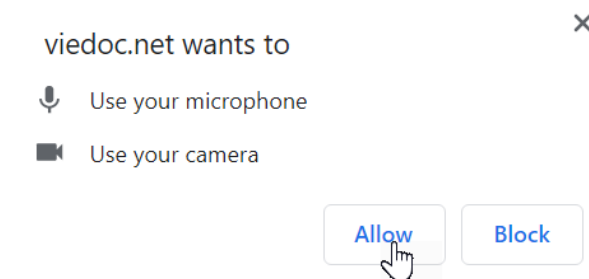 viedoc.net wants to
Use your microphone
Use your camera
Allow
Block